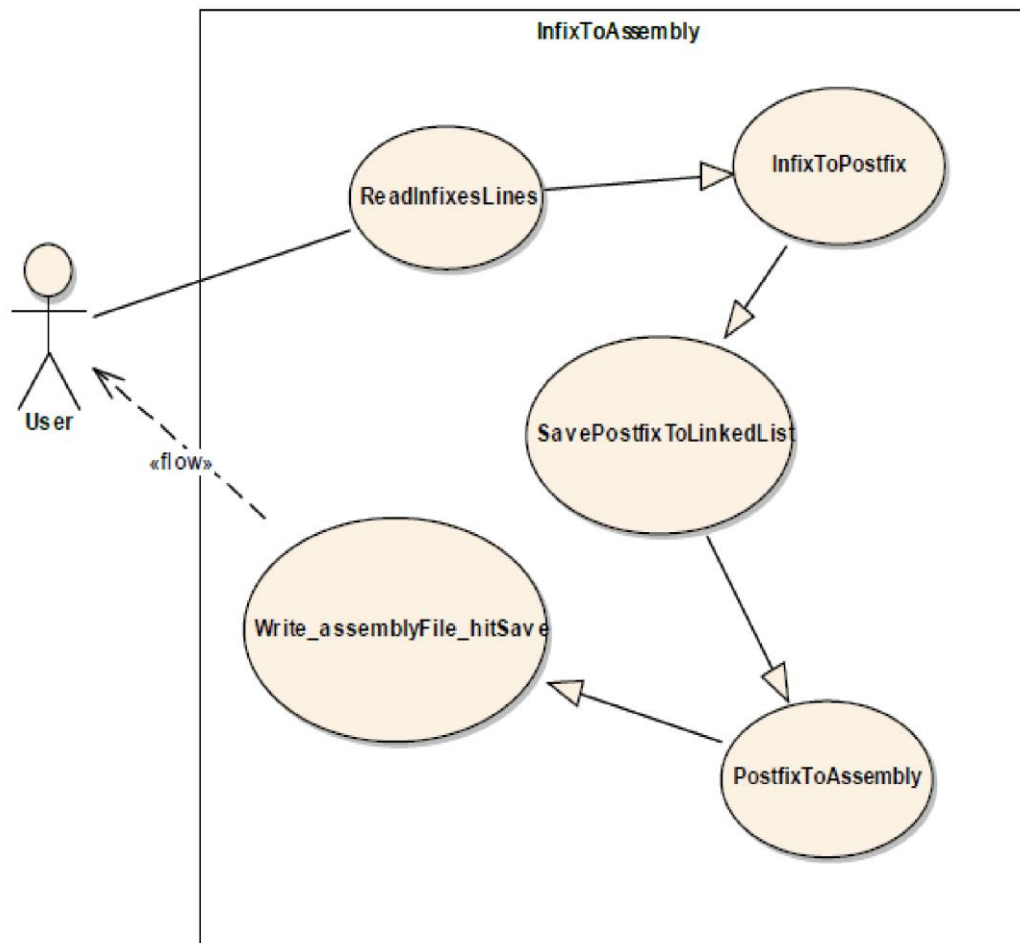 InfixToAssembly
InfixToPostfix
ReadInfixesLines
User
SavePostfixToLinkedList
«flow»
Write_assemblyFile_hitSave
PostfixToAssembly